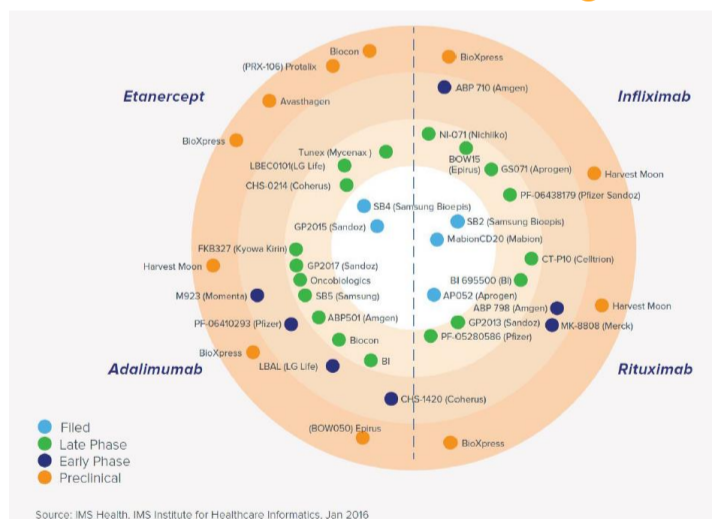 Etanercept
Infliximab
Adalimumab
Rituximab
Biocon
(PRX-106) Protalix
Avasthagen
BioXpress
Tunex (Mycenax )
LBEC0101(LG Life)
CHS-0214 (Coherus)
SB4 (Samsung Bioepis)
GP2015 (Sandoz)
BioXpress
ABP 710 (Amgen)
NI-071 (Nichiiko)
BOW15
(Epirus)
GS071 (Aprogen)
Harvest Moon
PF-06438179 (Pfizer Sandoz)
SB2 (Samsung Bioopis)
MabionCD20 (Mabion)
FKB327 (Kyowa Kirin)
Harvest Moon
GP2017 (Sandoz)
Oncobiologics
M923 (Momenta)
SB5 (Samsung)
PF-06410293 (Pfizer)
ABP501 (Amgen)
BioXpress
Biocon
LBAL (LG Life)
BI
CHS-1420 (Coherus)
(BOW050) Epirus
CT-P10 (Celltrion)
BI 695500 (BI)
AP052 (Aprogen)
ABP 798 (Amgen)
Harvest Moon
GP2013 (Sandoz)
MK-8808 (Merck)
PF-05280586 (Pfizer)
BioXpress
Filed
Late Phase
Early Phase
Preclinical
Source: IMS Health, IMS Institute for Healthcare Informatics, Jan 2016